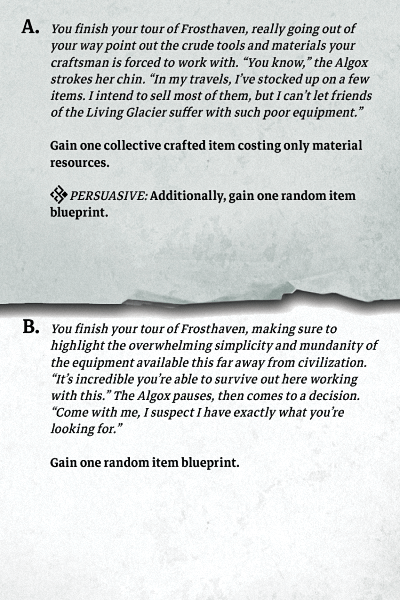 A. You finish your tour of Frosthaven, really going out of
your way point out the crude tools and materials your
craftsman is forced to work with. “You know,” the Algox
strokes her chin. “In my travels, I’ve stocked up on a few
items. I intend to sell most of them, but I can’t let friends
of the Living Glacier suffer with such poor equipment.”
Gain one collective crafted item costing only material
resources.
PERSUASIVE: Additionally, gain one random item
blueprint.
B. You finish your tour of Frosthaven, making sure to
highlight the overwhelming simplicity and mundanity of
the equipment available this far away from civilization.
“It’s incredible you’re able to survive out here working
with this.” The Algox pauses, then comes to a decision.
“Come with me, I suspect I have exactly what you’re
looking for.”
Gain one random item blueprint.